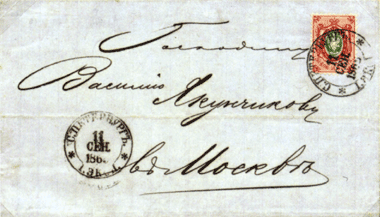 Господину
Василию
Якунчикову
въ Москвѣ
С.ПЕТЕРБУРГЪ.
11
СЕН.